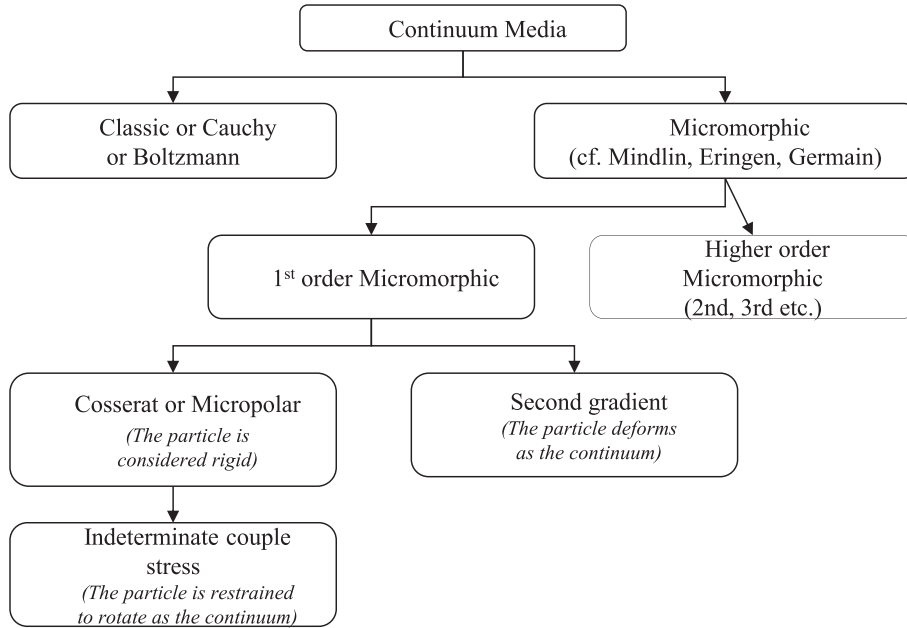 Continuum Media
Classic or Cauchy
or Boltzmann
Micromorphic
(cf. Mindlin, Eringen, Germain)
1st order Micromorphic
Higher order
Micromorphic
(2nd, 3rd etc.)
Cosserat or Micropolar
(The particle is
considered rigid)
Second gradient
(The particle deforms
as the continuum)
Indeterminate couple
stress
(The particle is restrained
to rotate as the continuum)